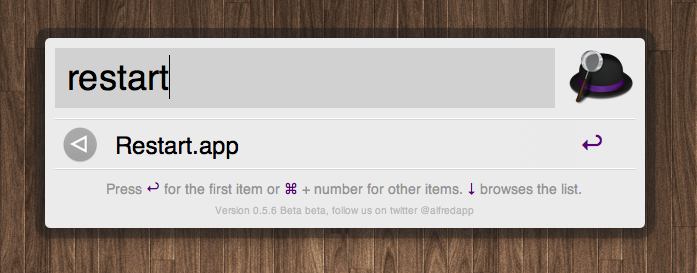 restart
Restart.app ↩
Press ↩ for the first item or ⌘ + number for other items. ↓ browses the list.
Version 0.5.6 Beta beta, follow us on twitter @alfredapp